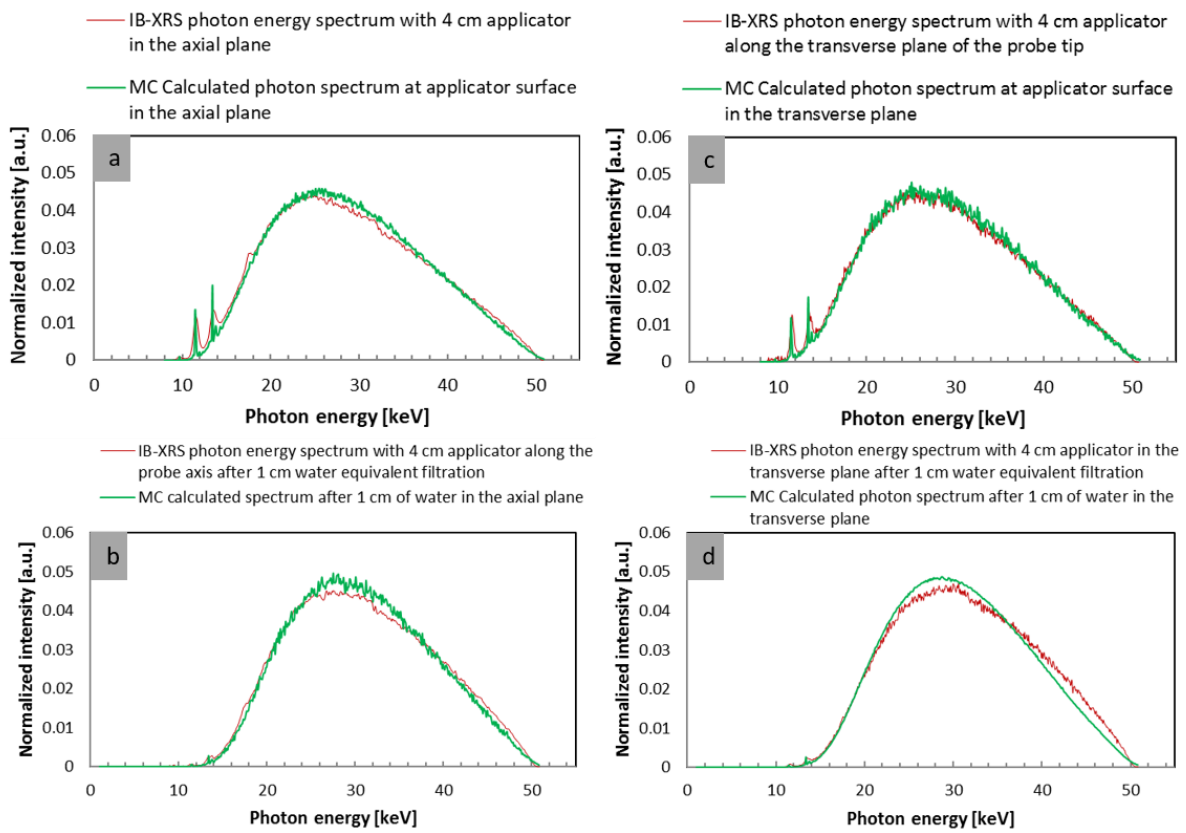 IB-XRS photon energy spectrum with 4 cm applicator
in the axial plane
MC Calculated photon spectrum at applicator surface
in the axial plane
a
Normalized intensity [a.u.]
0.06
0.05
0.04
0.03
0.02
0.01
0
0 10 20 30 40 50
Photon energy [keV]
IB-XRS photon energy spectrum with 4 cm applicator
along the transverse plane of the probe tip
MC Calculated photon spectrum at applicator surface
in the transverse plane
c
Normalized intensity [a.u.]
0.06
0.05
0.04
0.03
0.02
0.01
0
0 10 20 30 40 50
Photon energy [keV]
IB-XRS photon energy spectrum with 4 cm applicator along the
probe axis after 1 cm water equivalent filtration
MC calculated spectrum after 1 cm of water in the axial plane
b
Normalized intensity [a.u.]
0.06
0.05
0.04
0.03
0.02
0.01
0
0 10 20 30 40 50
Photon energy [keV]
IB-XRS photon energy spectrum with 4 cm applicator in the
transverse plane after 1 cm water equivalent filtration
MC Calculated photon spectrum after 1 cm of water in the
transverse plane
d
Normalized intensity [a.u.]
0.06
0.05
0.04
0.03
0.02
0.01
0
0 10 20 30 40 50
Photon energy [keV]